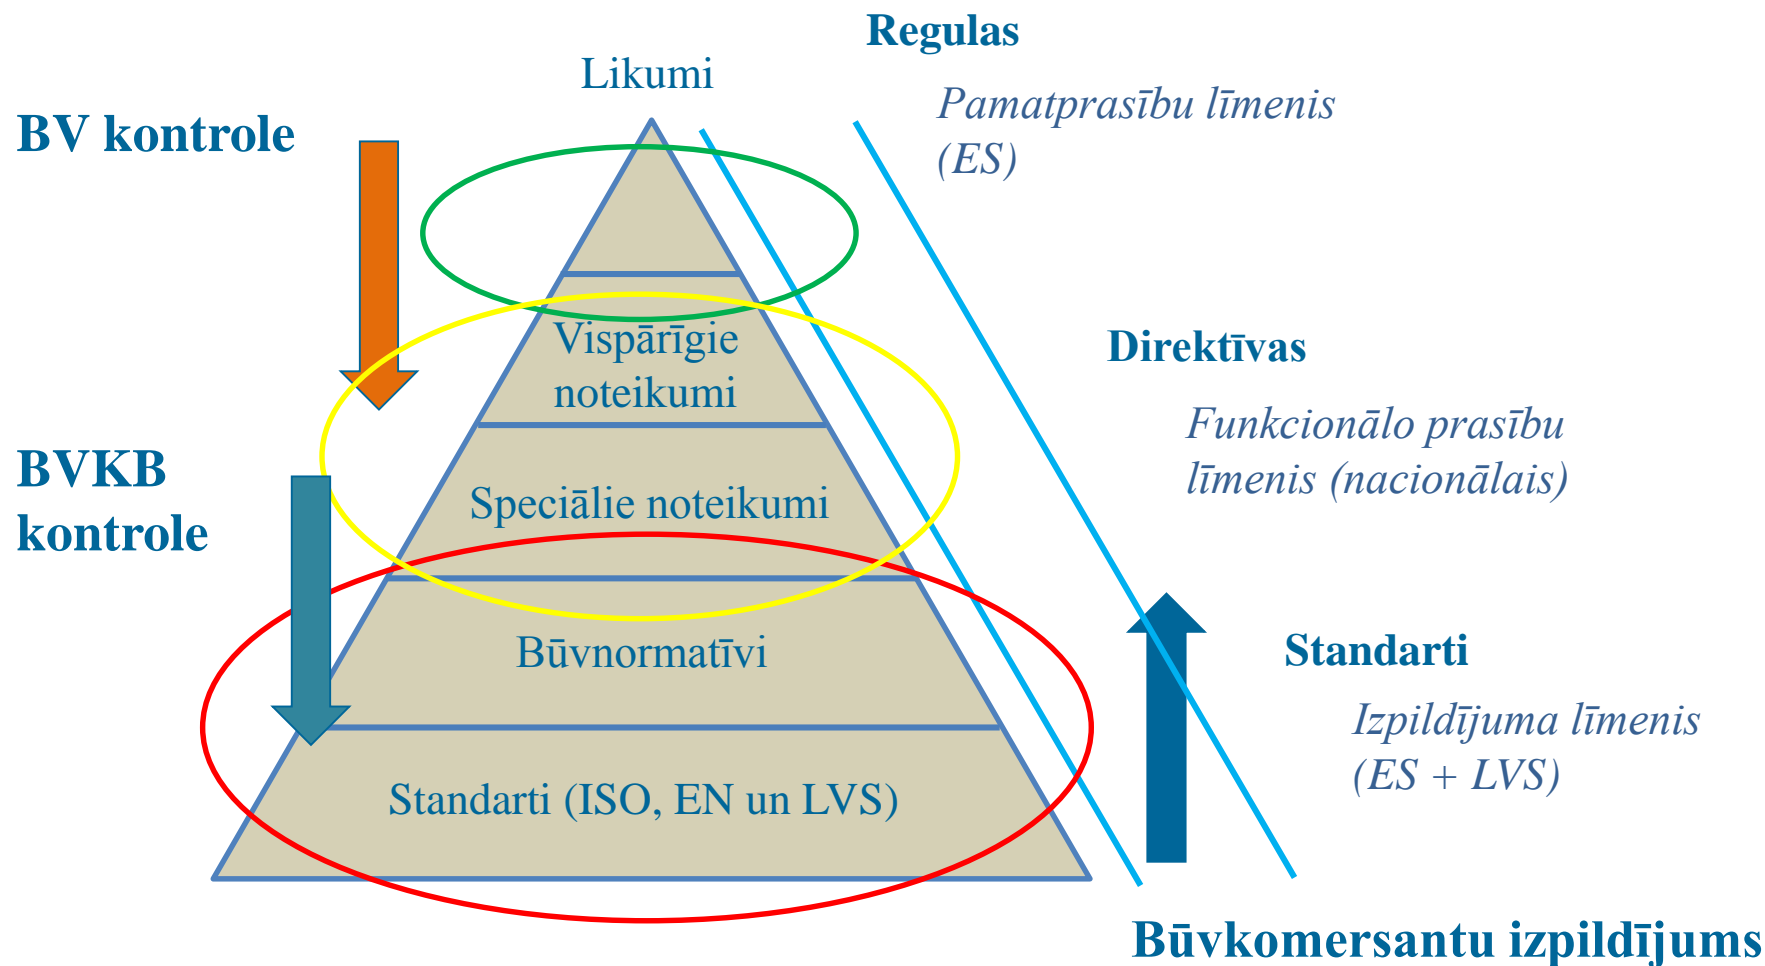 Regulas
Likumi
Pamatprasību līmenis
(ES)
BV kontrole
Vispārīgie
noteikumi
Direktīvas
Funkcionālo prasību
līmenis (nacionālais)
BVKB
kontrole
Speciālie noteikumi
Būvnormatīvi
Standarti
Izpildījuma līmenis
(ES + LVS)
Standarti (ISO, EN un LVS)
Būvkomersantu izpildījums